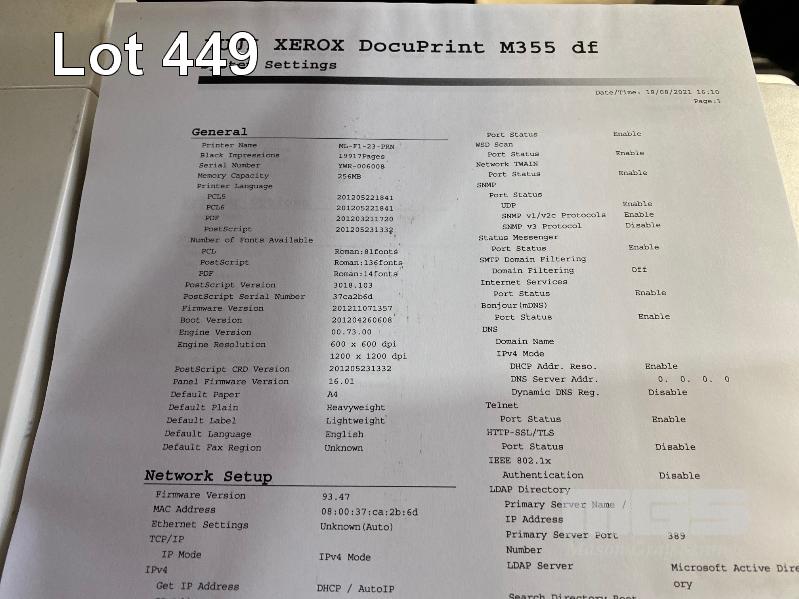 Lot 449
XEROX DocuPrint M355 df
Settings
Date/Time: 18/08/2021 16:10
Page:1
General
Printer Name ML-F1-23-PRN
Black Impressions 19917Pages
Serial Number YWR-006008
Memory Capacity 256MB
Printer Language
PCL5 201205221841
PCL6 201205221841
PDF 201203211720
PostScript 201205231332
Number of Fonts Available
PCL Roman:81fonts
PostScript Roman:136fonts
PDF Roman:14fonts
PostScript Version 3018.103
PostScript Serial Number 37ca2b6d
Firmware Version 201211071357
Boot Version 201204260608
Engine Version 00.73.00
Engine Resolution 600 x 600 dpi
1200 x 1200 dpi
PostScript CRD Version 201205231332
Panel Firmware Version 16.01
Default Paper A4
Default Plain Heavyweight
Default Label Lightweight
Default Language English
Default Fax Region Unknown
Network Setup
Firmware Version 93.47
MAC Address 08:00:37:ca:2b:6d
Ethernet Settings Unknown(Auto)
TCP/IP
IP Mode IPv4 Mode
IPv4
Get IP Address DHCP / AutoIP
Port Status Enable
WSD Scan
Port Status Enable
Network TWAIN
Port Status Enable
SNMP
Port Status
UDP Enable
SNMP v1/v2c Protocols Enable
SNMP v3 Protocol Disable
Status Messenger
Port Status Enable
SMTP Domain Filtering
Domain Filtering Off
Internet Services
Port Status Enable
Bonjour(mDNS)
Port Status Enable
DNS
Domain Name
IPv4 Mode
DHCP Addr. Reso. Enable
DNS Server Addr. 0. 0. 0. 0
Dynamic DNS Reg. Disable
Telnet
Port Status Enable
HTTP-SSL/TLS
Port Status Disable
IEEE 802.1x
Authentication Disable
LDAP Directory
Primary Server Name /
IP Address
Primary Server Port 389
Number
LDAP Server Microsoft Active Dire
ory
Search Directory Root
MGS